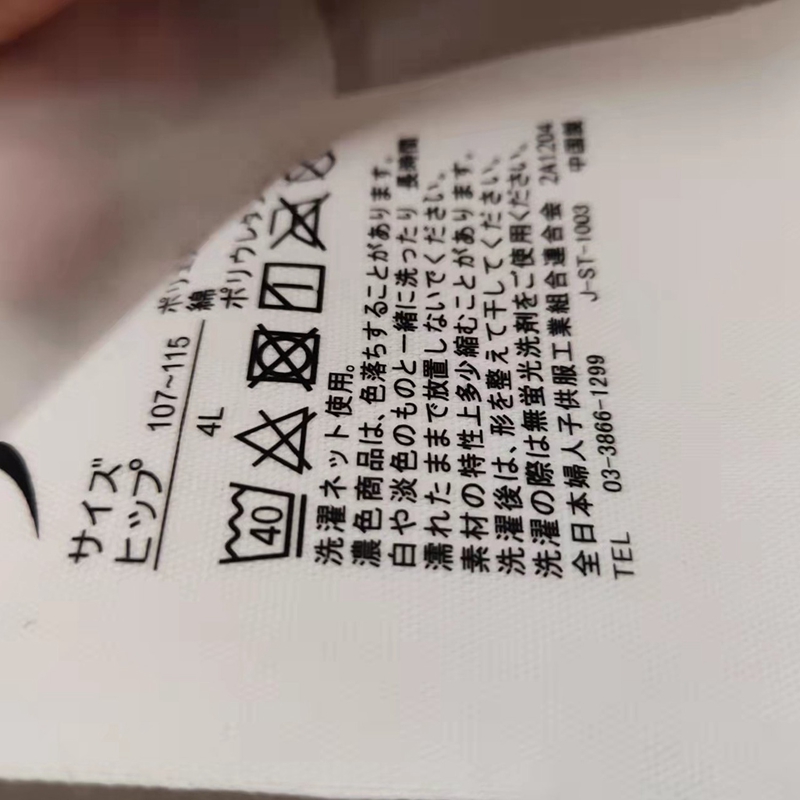 サイズ
ヒップ 107~115
4L
綿
ポリウレタン
40
洗濯ネット使用。
濃色商品は、色落ちすることがあります。
白や淡色のものと一緒に洗ったり 長時間
濡れたままで放置しないでください。
素材の特性上多少縮むことがあります。
洗濯後は、形を整えて干してください。
洗濯の際は無蛍光洗剤をご使用ください。
全日本婦人子供服工業組合連合会 2A1204
TEL 03-3866-1299 J-ST-1003 中国製